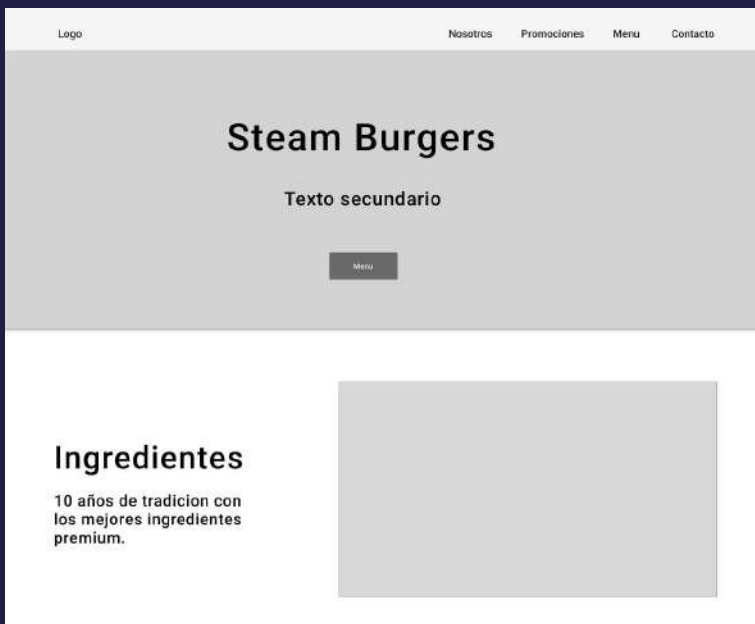 Logo
Nosotros Promociones Menu Contacto
Steam Burgers
Texto secundario
Menu
Ingredientes
10 años de tradicion con
los mejores ingredientes
premium.